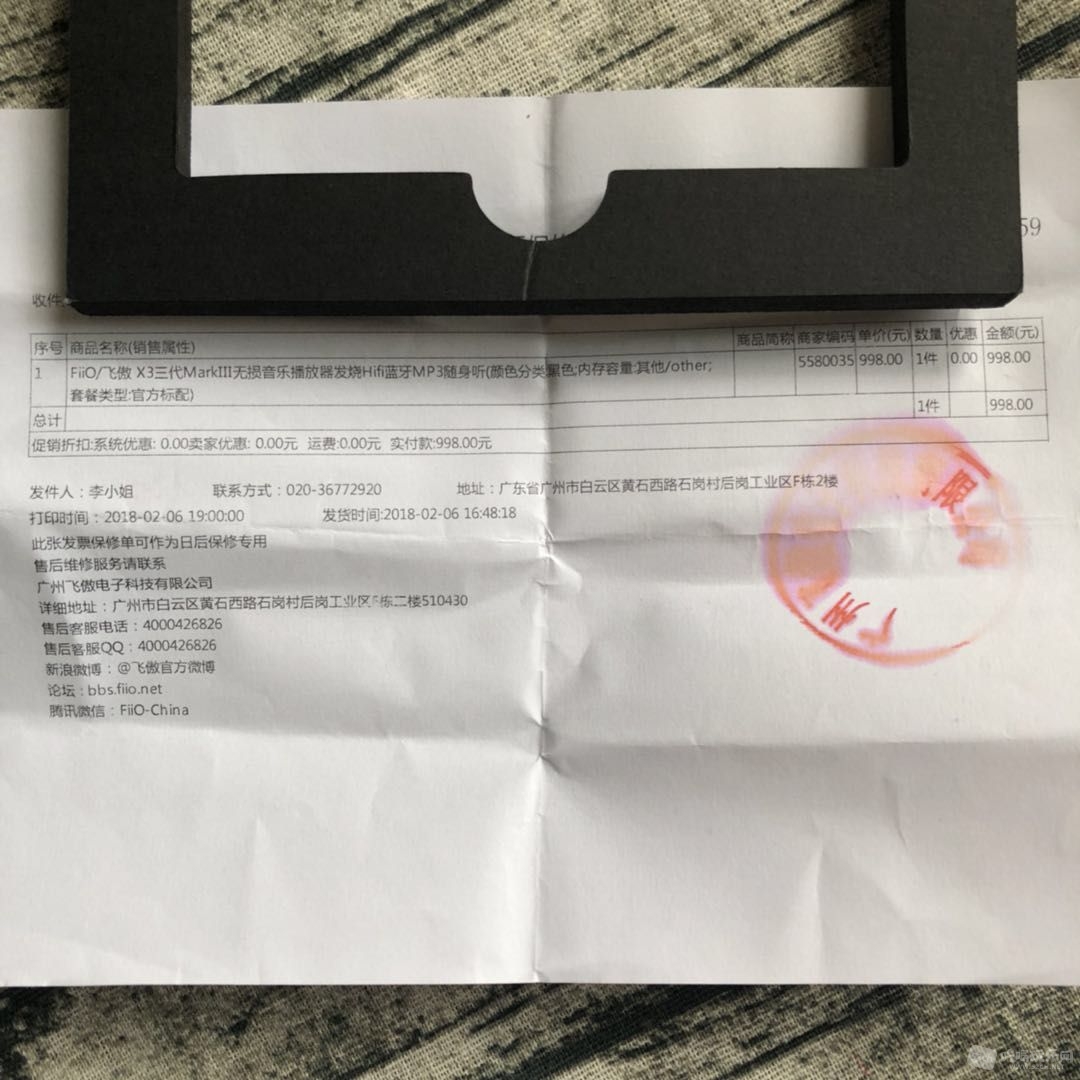 59
收件
序号 商品名称(销售属性) 商品简称 商家编码 单价(元) 数量 优惠 金额(元)
1 FiiO/飞傲 X3三代MarkIII无损音乐播放器发烧Hifi蓝牙MP3随身听(颜色分类:黑色;内存容量:其他/other; 5580035 998.00 1件 0.00 998.00
套餐类型:官方标配)
总计 1件 998.00
促销折扣:系统优惠: 0.00卖家优惠: 0.00元 运费:0.00元 实付款:998.00元
发件人：李小姐 联系方式：020-36772920 地址：广东省广州市白云区黄石西路石岗村后岗工业区F栋2楼
打印时间：2018-02-06 19:00:00 发货时间:2018-02-06 16:48:18
此张发票保修单可作为日后保修专用
售后维修服务请联系
广州飞傲电子科技有限公司
详细地址：广州市白云区黄石西路石岗村后岗工业区F栋二楼510430
售后客服电话：4000426826
售后客服QQ：4000426826
新浪微博：@飞傲官方微博
论坛：bbs.fiio.net
腾讯微信：FiiO-China
广州
限